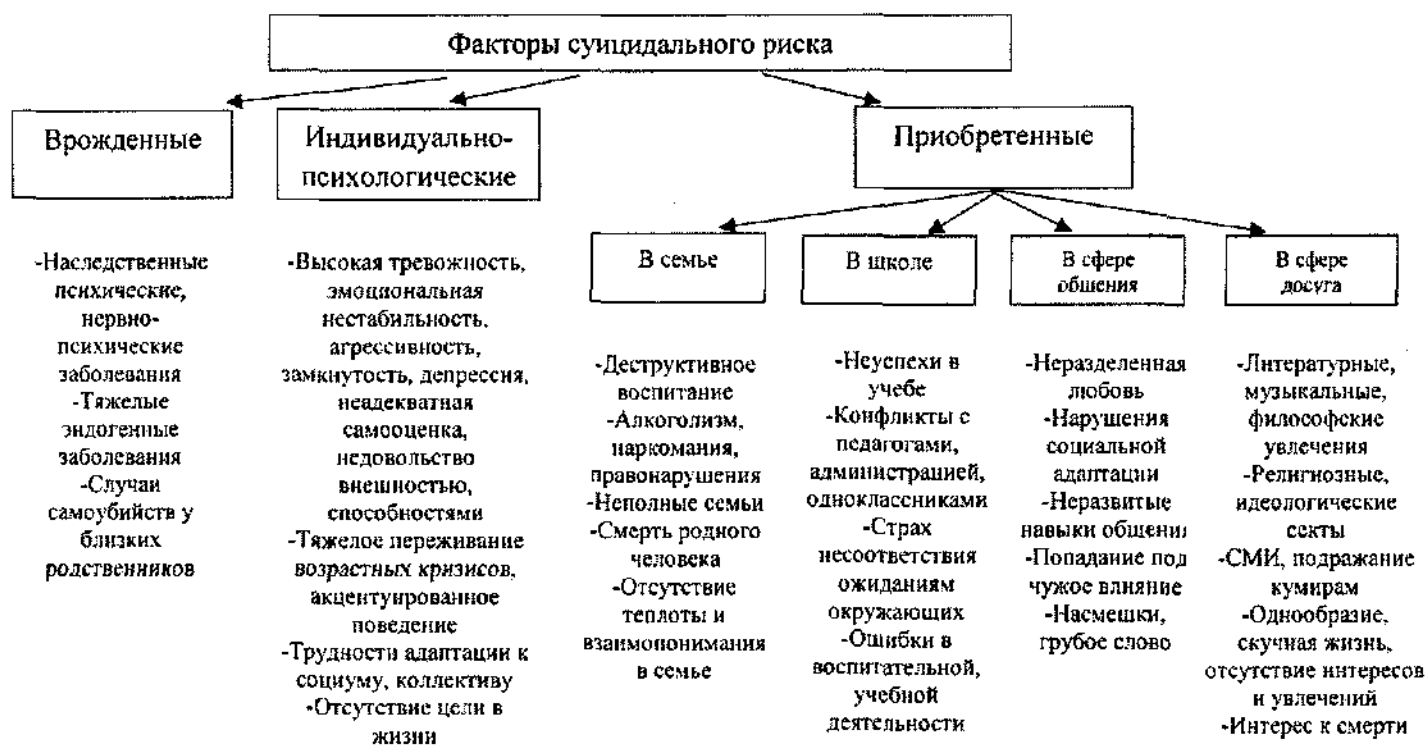 Факторы суицидального риска
Врожденные
Индивидуально-
психологические
Приобретенные
-Наследственные
психические,
нервно-
психические
заболевания
-Тяжелые
эндогенные
заболевания
-Случаи
самоубийств у
близких
родственников
-Высокая тревожность,
эмоциональная
нестабильность,
агрессивность,
замкнутость, депрессия,
неадекватная
самооценка,
недовольство
внешностью,
способностями
-Тяжелое переживание
возрастных кризисов,
акцентуированное
поведение
-Трудности адаптации к
социуму, коллективу
-Отсутствие цели в
жизни
В семье
-Деструктивное
воспитание
-Алкоголизм,
наркомания,
правонарушения
-Неполные семьи
-Смерть родного
человека
-Отсутствие
теплоты и
взаимопонимания
в семье
В школе
-Неуспехи в
учебе
-Конфликты с
педагогами,
администрацией,
одноклассниками
-Страх
несоответствия
ожиданиям
окружающих
-Ошибки в
воспитательной,
учебной
деятельности
В сфере
общения
-Неразделенная
любовь
-Нарушения
социальной
адаптации
-Неразвитые
навыки общения
-Попадание под
чужое влияние
-Насмешки,
грубое слово
В сфере
досуга
-Литературные,
музыкальные,
философские
увлечения
-Религиозные,
идеологические
секты
-СМИ, подражание
кумирам
-Однообразие,
скучная жизнь,
отсутствие интересов
и увлечений
-Интерес к смерти